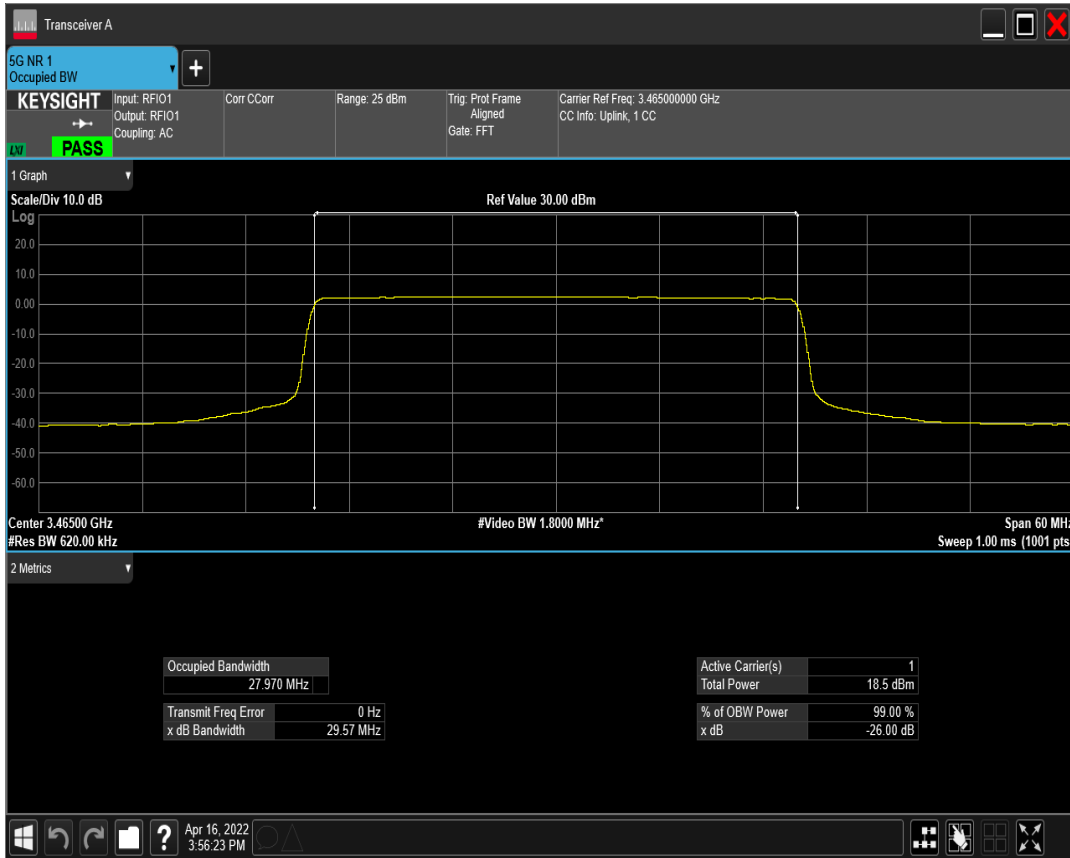 Transceiver A
5G NR 1
Occupied BW
+
KEYSIGHT
LXI
PASS
Input: RFIO1
Output: RFIO1
Coupling: AC
Corr CCorr
Range: 25 dBm
Trig: Prot Frame
Aligned
Gate: FFT
Carrier Ref Freq: 3.465000000 GHz
CC Info: Uplink, 1 CC
1 Graph
Scale/Div 10.0 dB
Ref Value 30.00 dBm
Log
20.0
10.0
0.00
-10.0
-20.0
-30.0
-40.0
-50.0
-60.0
Center 3.46500 GHz
#Video BW 1.8000 MHz*
Span 60 MHz
#Res BW 620.00 kHz
Sweep 1.00 ms (1001 pts
2 Metrics
Occupied Bandwidth
27.970 MHz
Transmit Freq Error 0 Hz
x dB Bandwidth 29.57 MHz
Active Carrier(s) 1
Total Power 18.5 dBm
% of OBW Power 99.00 %
x dB -26.00 dB
?
Apr 16, 2022
3:56:23 PM